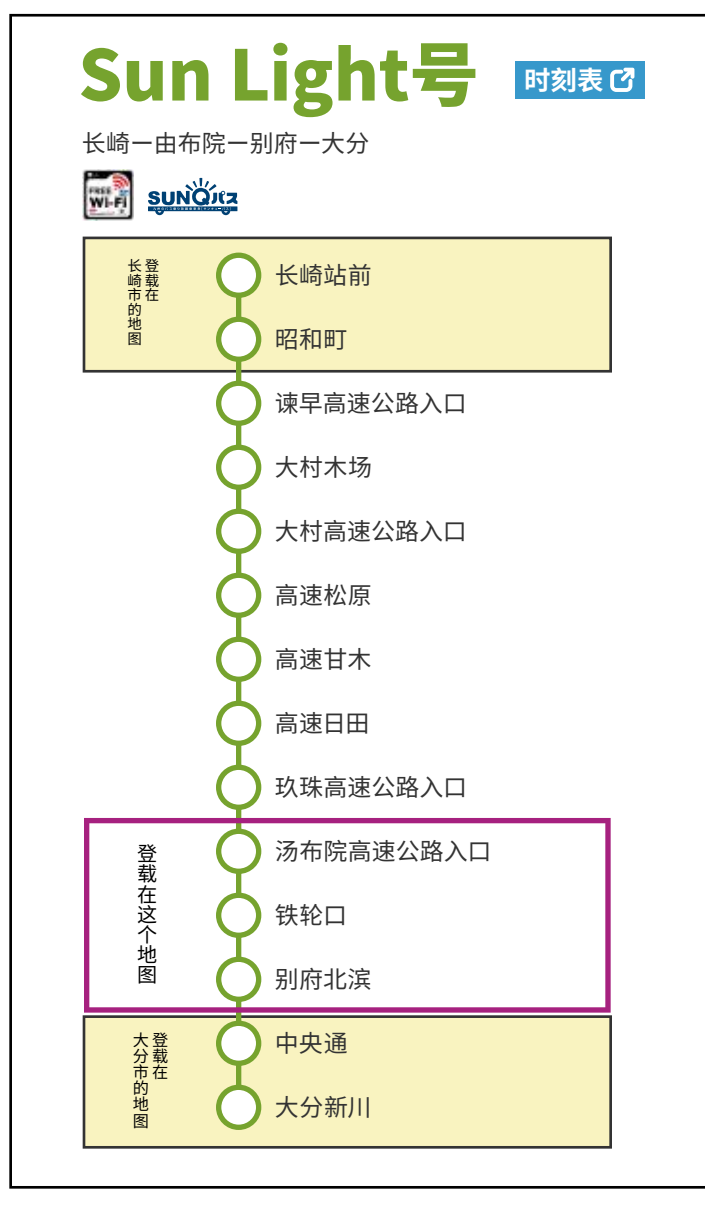 Sun Light号
时刻表
长崎ー由布院ー别府ー大分
FREE
Wi-Fi
SUNQパス
登载在
长崎市的地图
长崎站前
昭和町
谏早高速公路入口
大村木场
大村高速公路入口
高速松原
高速甘木
高速日田
玖珠高速公路入口
登载在这个地图
汤布院高速公路入口
铁轮口
别府北滨
登载在
大分市的地图
中央通
大分新川